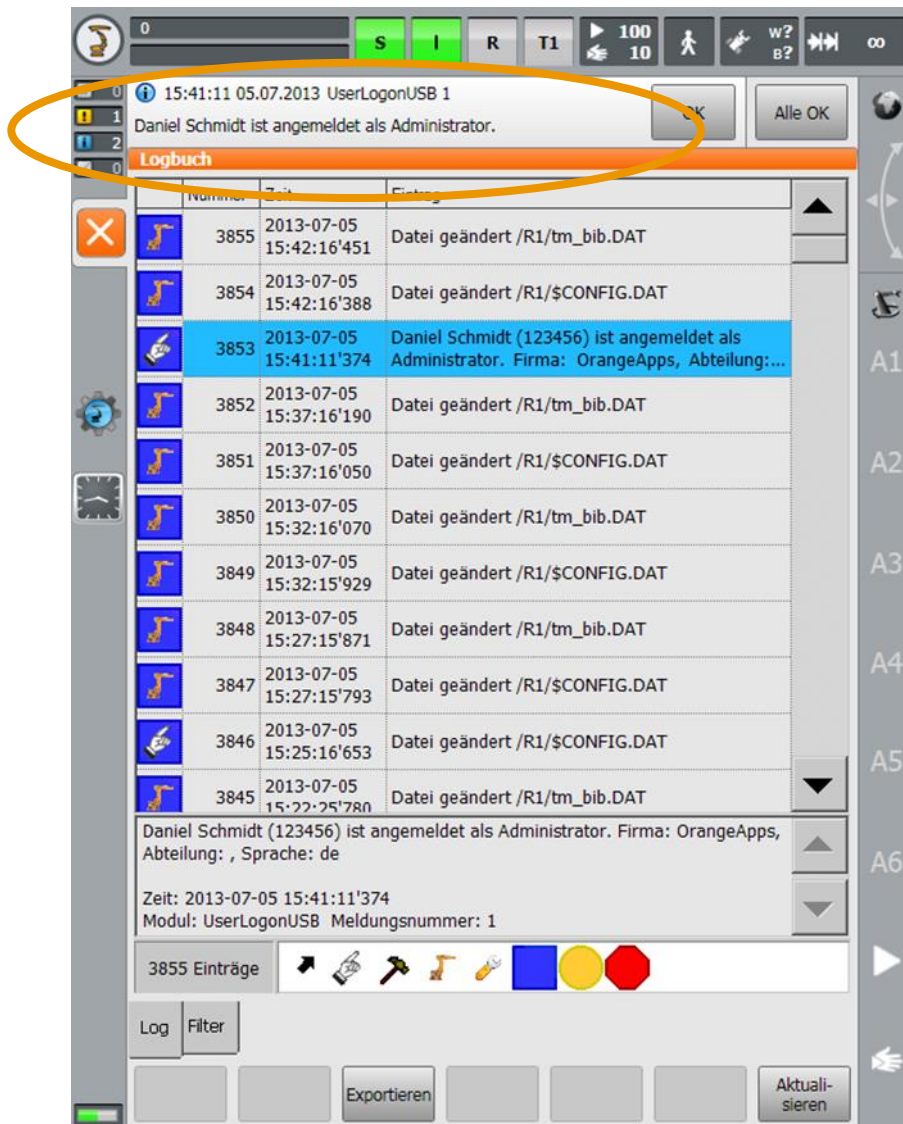 0
S I R T1 100 10 W? B? ∞
0
15:41:11 05.07.2013 UserLogonUSB 1
OK
Alle OK
1
Daniel Schmidt ist angemeldet als Administrator.
2
0
Logbuch
Nummer Zeit Eintrag
3855 2013-07-05 15:42:16'451 Datei geändert /R1/tm_bib.DAT
3854 2013-07-05 15:42:16'388 Datei geändert /R1/$CONFIG.DAT
3853 2013-07-05 15:41:11'374 Daniel Schmidt (123456) ist angemeldet als
Administrator. Firma: OrangeApps, Abteilung:...
3852 2013-07-05 15:37:16'190 Datei geändert /R1/tm_bib.DAT
3851 2013-07-05 15:37:16'050 Datei geändert /R1/$CONFIG.DAT
3850 2013-07-05 15:32:16'070 Datei geändert /R1/tm_bib.DAT
3849 2013-07-05 15:32:15'929 Datei geändert /R1/$CONFIG.DAT
3848 2013-07-05 15:27:15'871 Datei geändert /R1/tm_bib.DAT
3847 2013-07-05 15:27:15'793 Datei geändert /R1/$CONFIG.DAT
3846 2013-07-05 15:25:16'653 Datei geändert /R1/$CONFIG.DAT
3845 2013-07-05 15:22:25'780 Datei geändert /R1/tm_bib.DAT
Daniel Schmidt (123456) ist angemeldet als Administrator. Firma: OrangeApps,
Abteilung: , Sprache: de
Zeit: 2013-07-05 15:41:11'374
Modul: UserLogonUSB Meldungsnummer: 1
3855 Einträge
Log Filter
Exportieren
Aktuali-
sieren
A1
A2
A3
A4
A5
A6